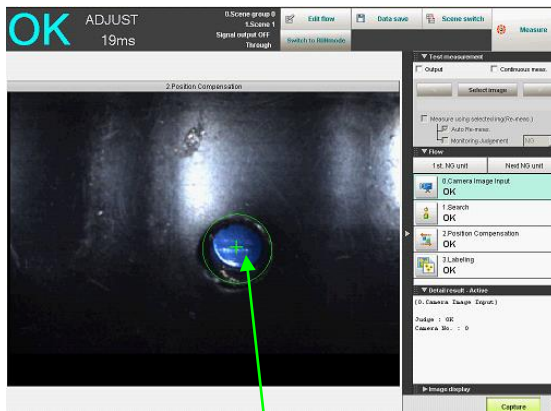 OK
ADJUST
19ms
0.Scene group 0
1.Scene 1
Signal output OFF
Through
Edit flow
Data save
Scene switch
Switch to RUNmode
Measure
2.Position Compensation
▼Test measurement
Output
Continuous meas.
Select image
Measure using selected img(Re-meas.)
Auto Re-meas.
Monitoring Judgement
NG
▼Flow
1st. NG unit
Next NG unit
0.Camera Image Input
OK
1.Search
OK
2.Position Compensation
OK
3.Labeling
OK
▼Detail result - Active
[0.Camera Image Input]
Judge : OK
Camera No. : 0
▶Image display
Capture